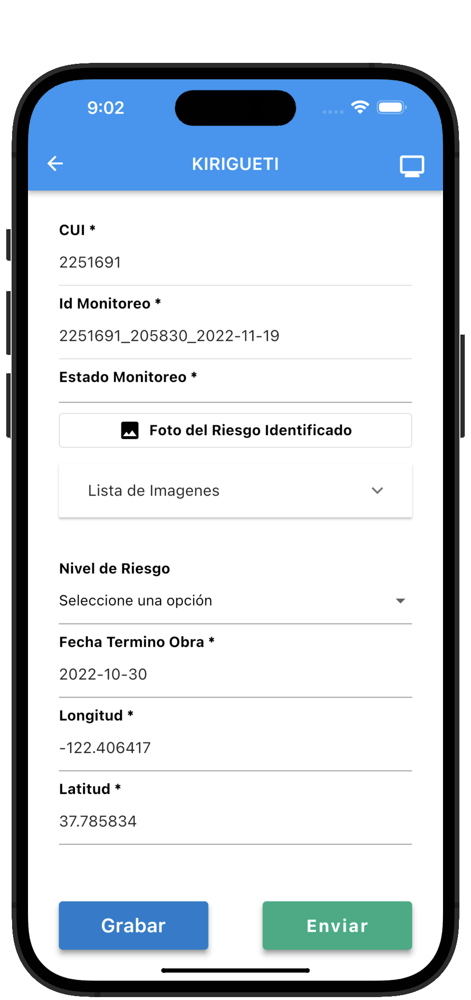 9:02
KIRIGUETI
CUI *
2251691
Id Monitoreo *
2251691_205830_2022-11-19
Estado Monitoreo *
Foto del Riesgo Identificado
Lista de Imagenes
Nivel de Riesgo
Seleccione una opción
Fecha Termino Obra *
2022-10-30
Longitud *
-122.406417
Latitud *
37.785834
Grabar
Enviar